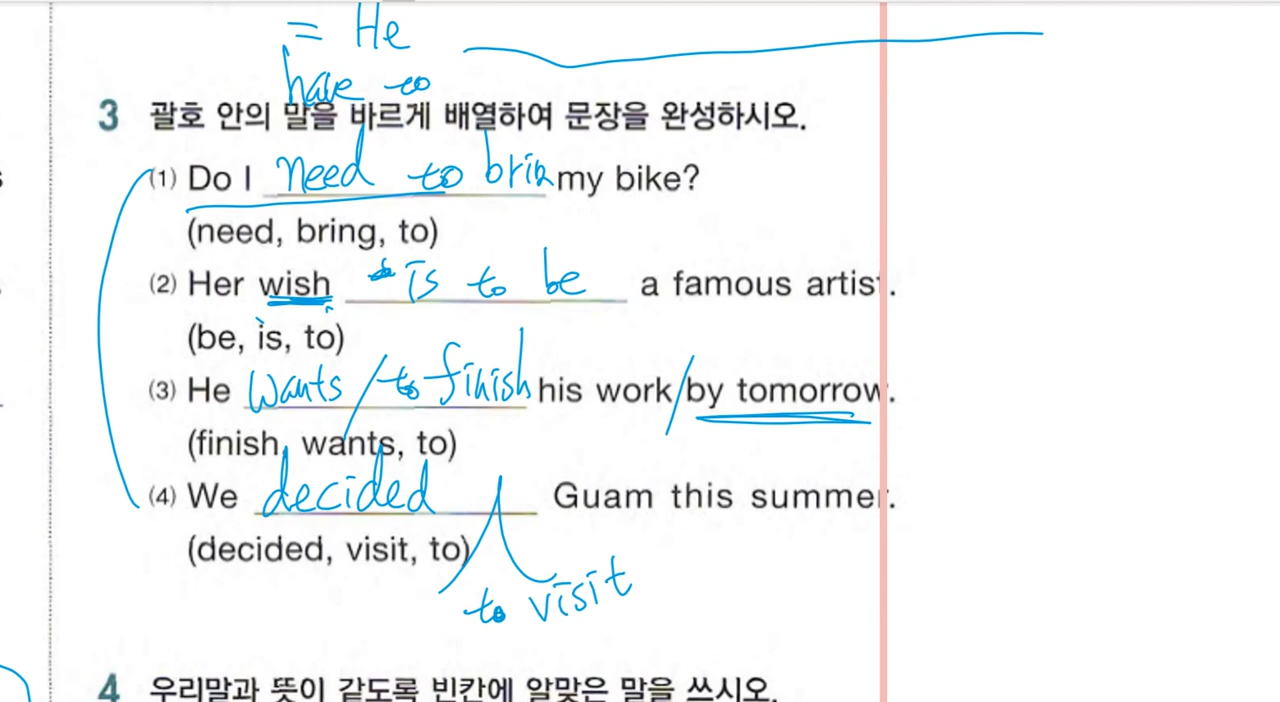 = He
have to
3 괄호 안의 말을 바르게 배열하여 문장을 완성하시오.
(1) Do I need to brin my bike?
(need, bring, to)
(2) Her wish is to be a famous artist.
(be, is, to)
(3) He wants / to finish his work / by tomorrow.
(finish, wants, to)
(4) We decided Guam this summer.
(decided, visit, to)
to visit
4 우리말과 뜻이 같도록 빈칸에 알맞은 말을 쓰시오.